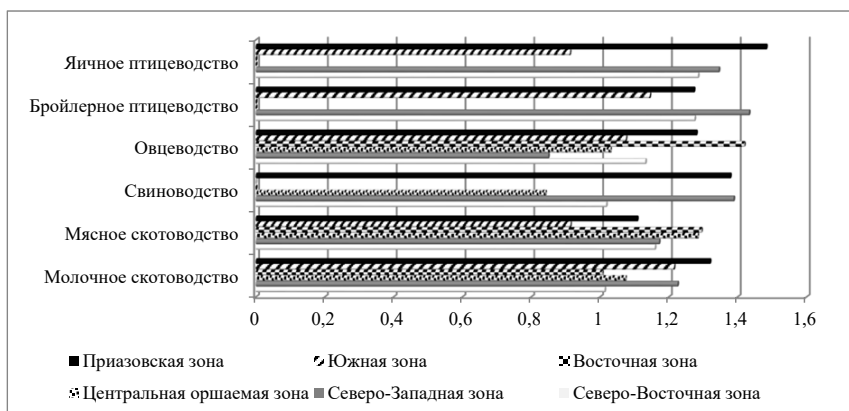 Яичное птицеводство
Бройлерное птицеводство
Овцеводство
Свиноводство
Мясное скотоводство
Молочное скотоводство
0 0,2 0,4 0,6 0,8 1 1,2 1,4 1,6
Приазовская зона Южная зона Восточная зона
Центральная оршаемая зона Северо-Западная зона Северо-Восточная зона